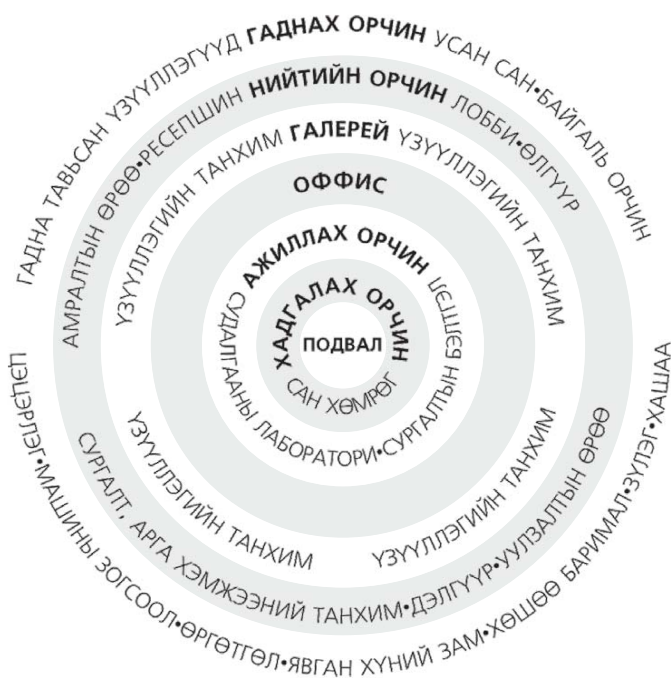 ГАДНА ТАВЬСАН ҮЗҮҮЛЛЭГҮҮД ГАДНАХ ОРЧИН УСАН САН•БАЙГАЛЬ ОРЧИН
АМРАЛТЫН ӨРӨӨ•РЕСЕПШИН НИЙТИЙН ОРЧИН ЛОББИ•ӨЛГҮҮР
ҮЗҮҮЛЛЭГИЙН ТАНХИМ ГАЛЕРЕЙ ҮЗҮҮЛЛЭГИЙН ТАНХИМ
ОФФИС
АЖИЛЛАХ ОРЧИН
ХАДГАЛАХ ОРЧИН
ПОДВАЛ
САН ХӨМРӨГ
СУДАЛГААНЫ ЛАБОРАТОРИ•СУРГАЛТЫН БЭЛТГЭЛ
ҮЗҮҮЛЛЭГИЙН ТАНХИМ
ҮЗҮҮЛЛЭГИЙН ТАНХИМ
СУРГАЛТ, АРГА ХЭМЖЭЭНИЙ ТАНХИМ•ДЭЛГҮҮР•УУЛЗАЛТЫН ӨРӨӨ
ЦЭЦЭРЛЭГ•МАШИНЫ ЗОГСООЛ•ӨРГӨТГӨЛ•ЯВГАН ХҮНИЙ ЗАМ•ХӨШӨӨ БАРИМАЛ•ЗҮЛЭГ•ХАШАА